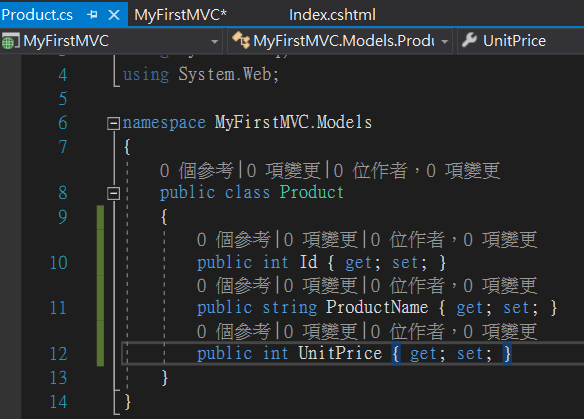 Product.cs
MyFirstMVC*
Index.cshtml
MyFirstMVC
MyFirstMVC.Models.Produ
UnitPrice
4 using System.Web;
5
6 namespace MyFirstMVC.Models
7 {
0 個參考|0 項變更|0 位作者，0 項變更
8 public class Product
9 {
0 個參考|0 項變更|0 位作者，0 項變更
10 public int Id { get; set; }
0 個參考|0 項變更|0 位作者，0 項變更
11 public string ProductName { get; set; }
0 個參考|0 項變更|0 位作者，0 項變更
12 public int UnitPrice { get; set; }
13 }
14 }